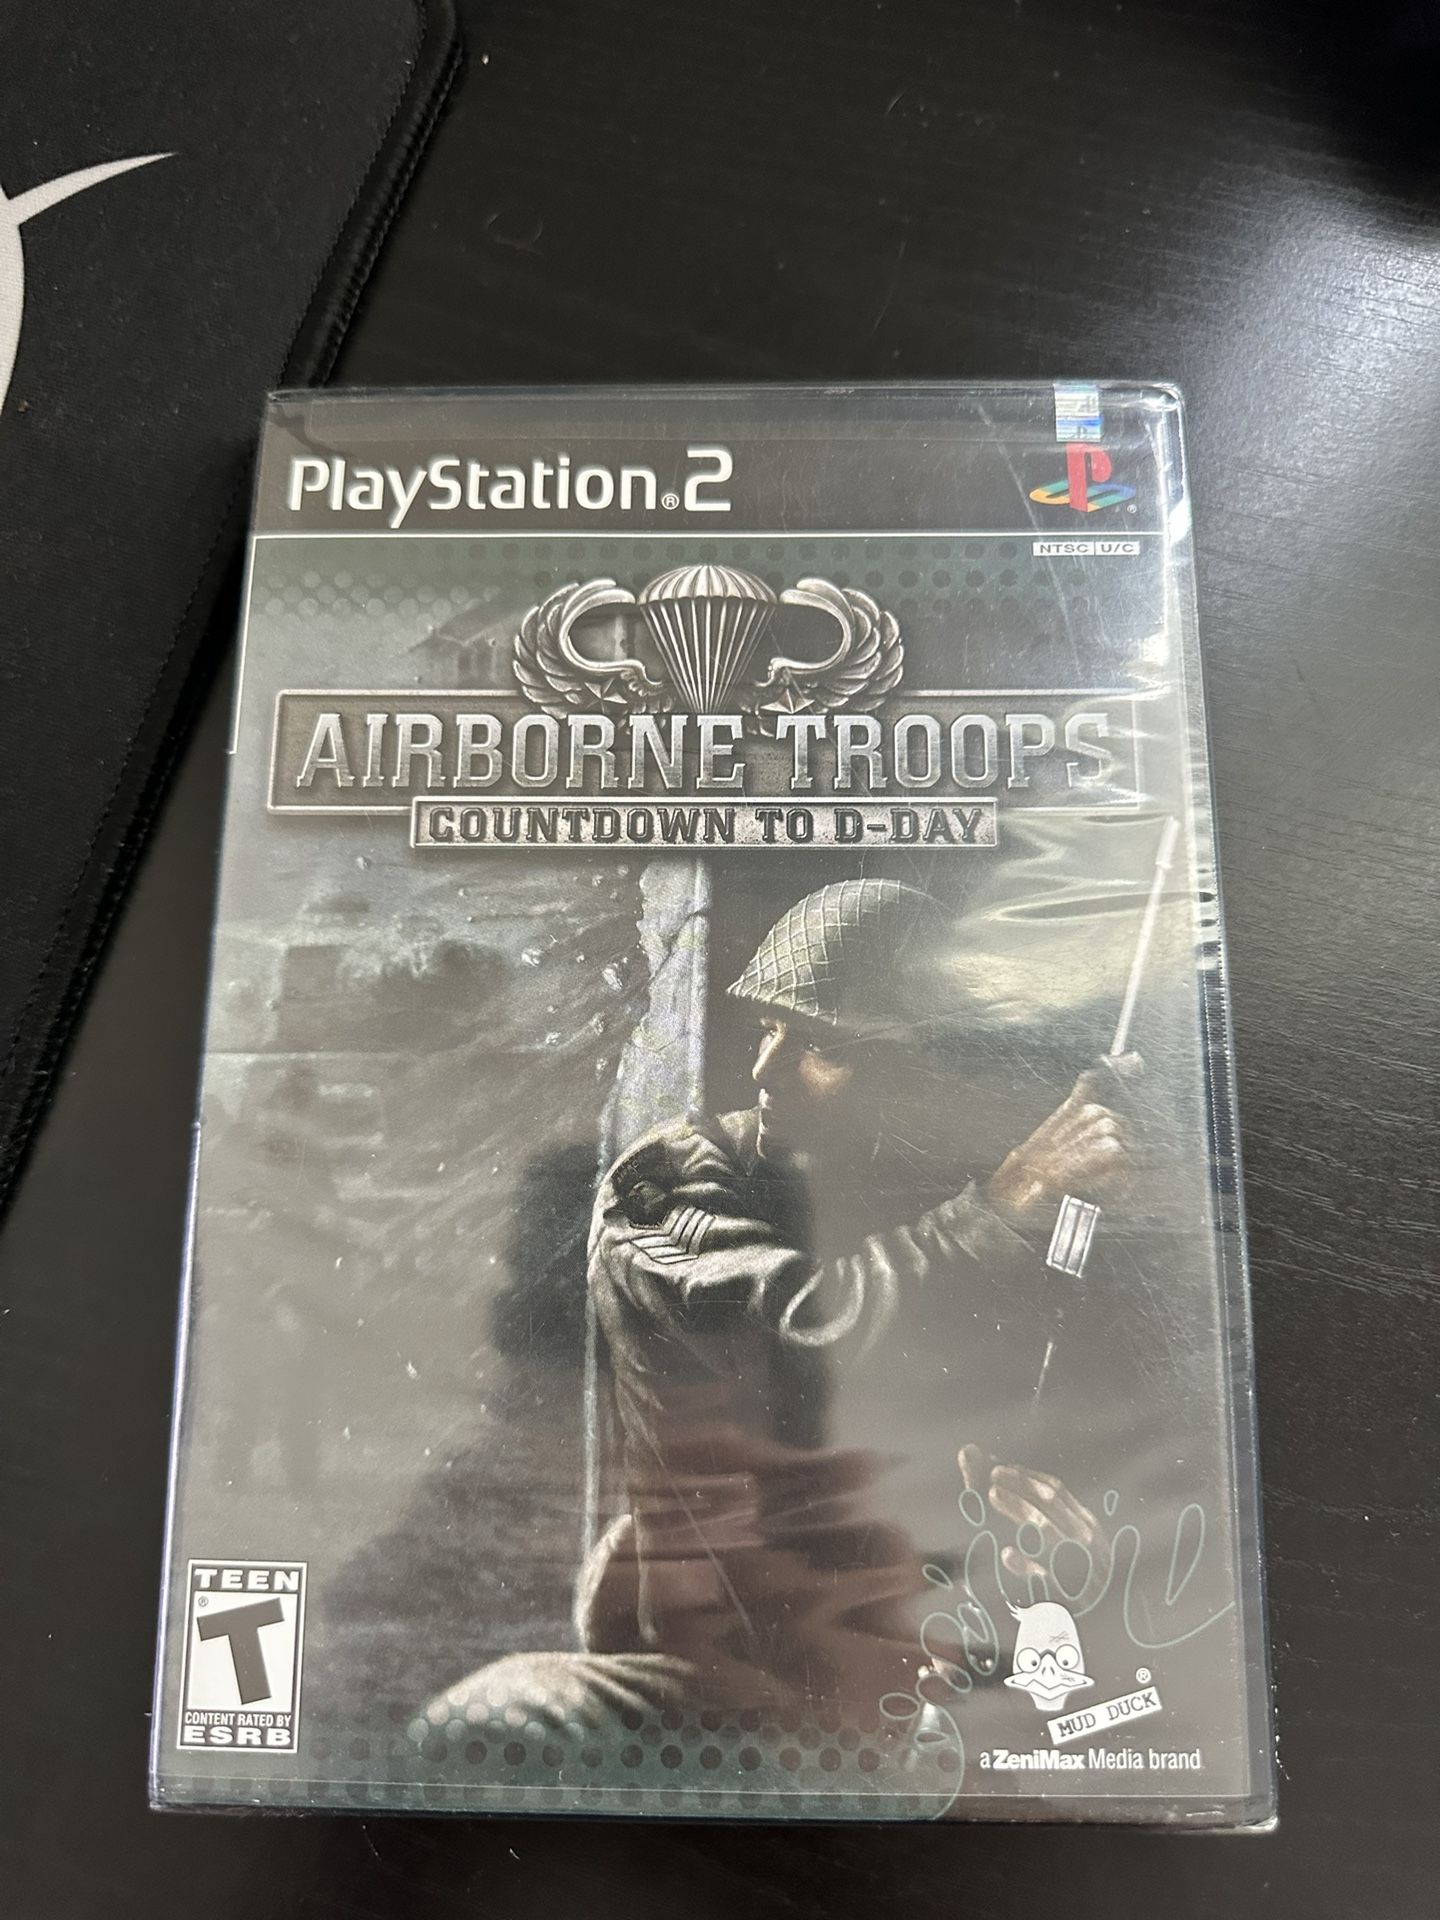 PlayStation®2
NTSC U/C
AIRBORNE TROOPS
COUNTDOWN TO D-DAY
TEEN
T®
CONTENT RATED BY
ESRB
MUD DUCK®
a ZeniMax Media brand